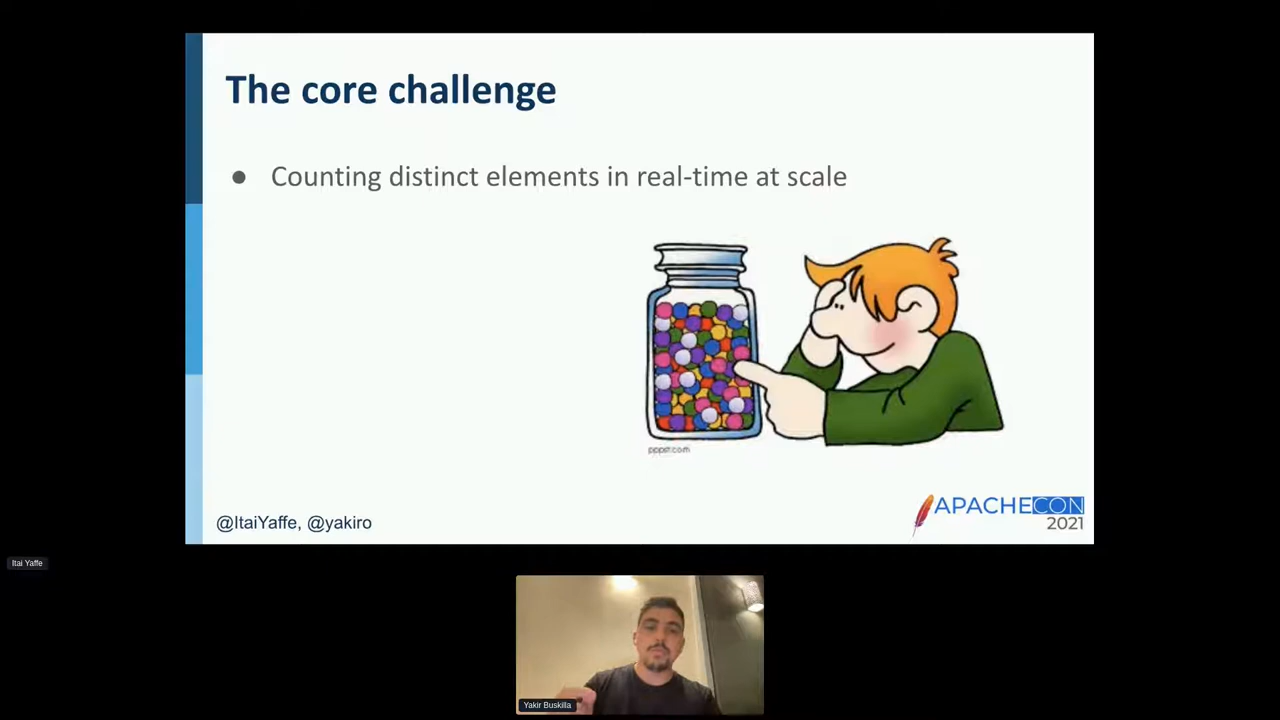 The core challenge
● Counting distinct elements in real-time at scale
pppst.com
@ItaiYaffe, @yakiro
APACHECON
2021
Itai Yaffe
Yakir Buskilla